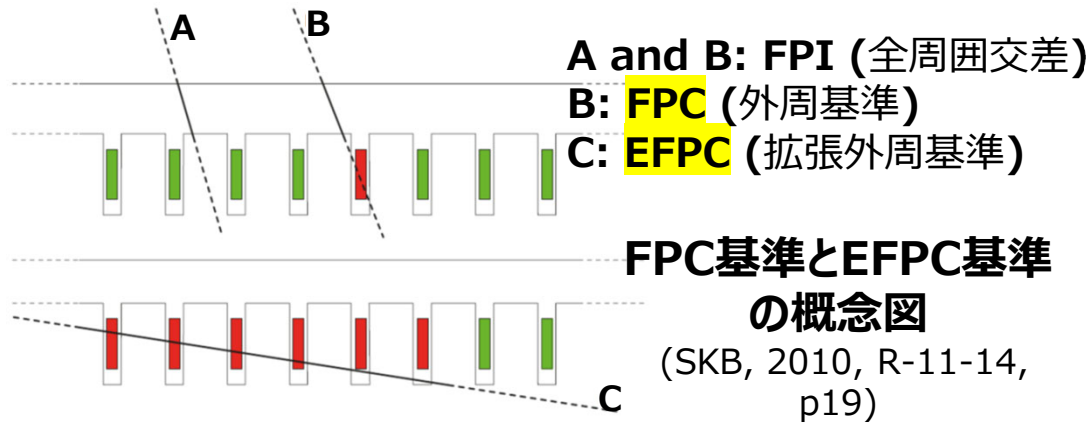 A
B
A and B: FPI (全周囲交差)
B: FPC (外周基準)
C: EFPC (拡張外周基準)
FPC基準とEFPC基準
の概念図
(SKB, 2010, R-11-14,
p19)
C